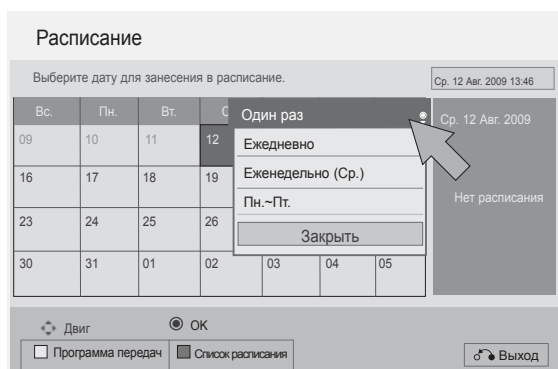 Расписание
Выберите дату для занесения в расписание.
Ср. 12 Авг. 2009 13:46
Вс. Пн. Вт. С
Один раз
Ежедневно
Еженедельно (Ср.)
Пн.~Пт.
Закрыть
Ср. 12 Авг. 2009
Нет расписания
09 10 11 12
16 17 18 19
23 24 25 26
30 31 01 02 03 04 05
Двиг OK
Программа передач Список расписания Выход